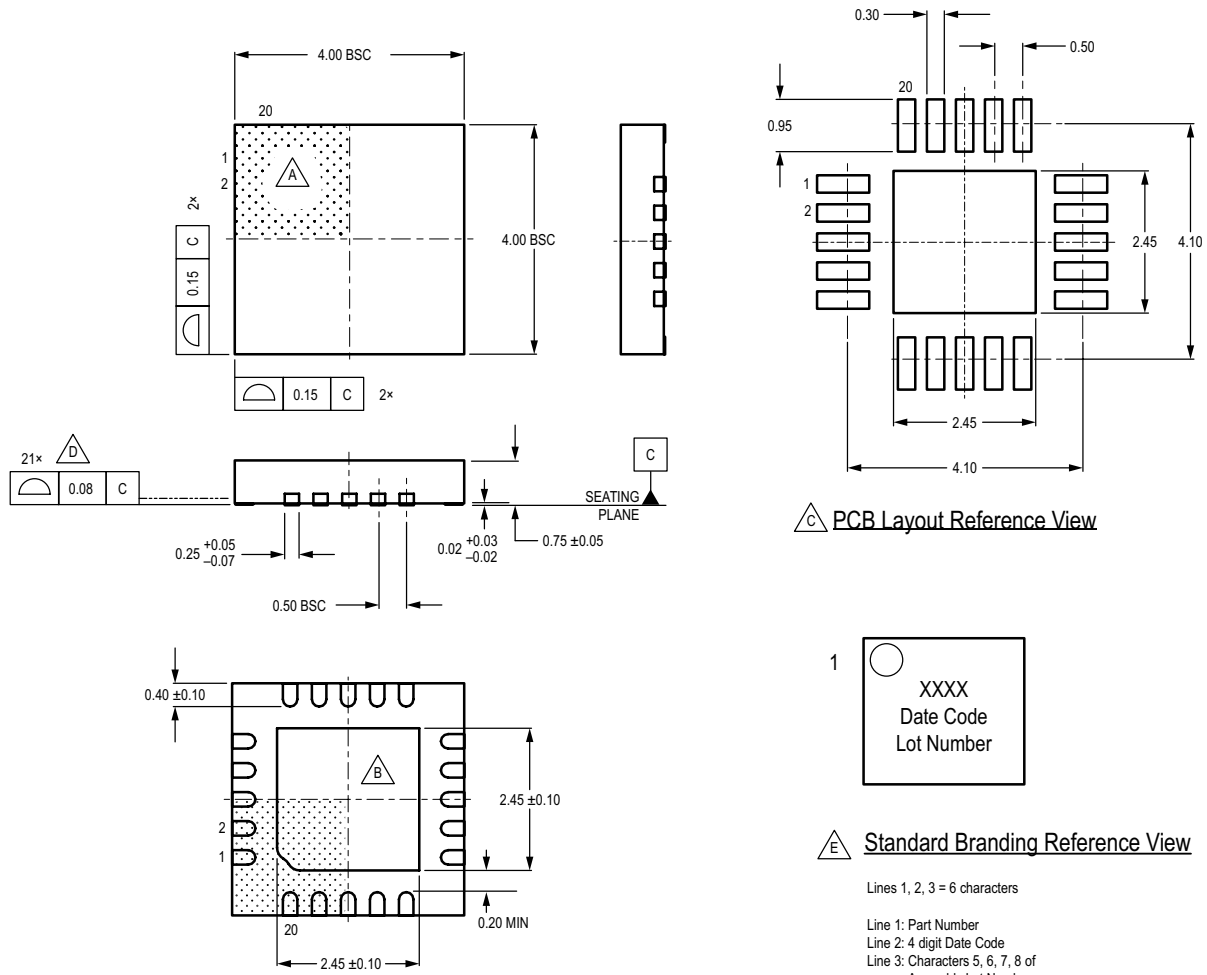 4.00 BSC
20
1
2
A
4.00 BSC
2×
C
0.15
0.15 C 2×
21× D
0.08 C
C
SEATING
PLANE
0.25 +0.05 –0.07
0.02 +0.03 –0.02
0.75 ±0.05
0.50 BSC
0.40 ±0.10
B
2.45 ±0.10
2
1
20
0.20 MIN
2.45 ±0.10
0.30
0.50
20
0.95
1
2
2.45
4.10
2.45
4.10
C PCB Layout Reference View
1
XXXX
Date Code
Lot Number
E Standard Branding Reference View
Lines 1, 2, 3 = 6 characters
Line 1: Part Number
Line 2: 4 digit Date Code
Line 3: Characters 5, 6, 7, 8 of